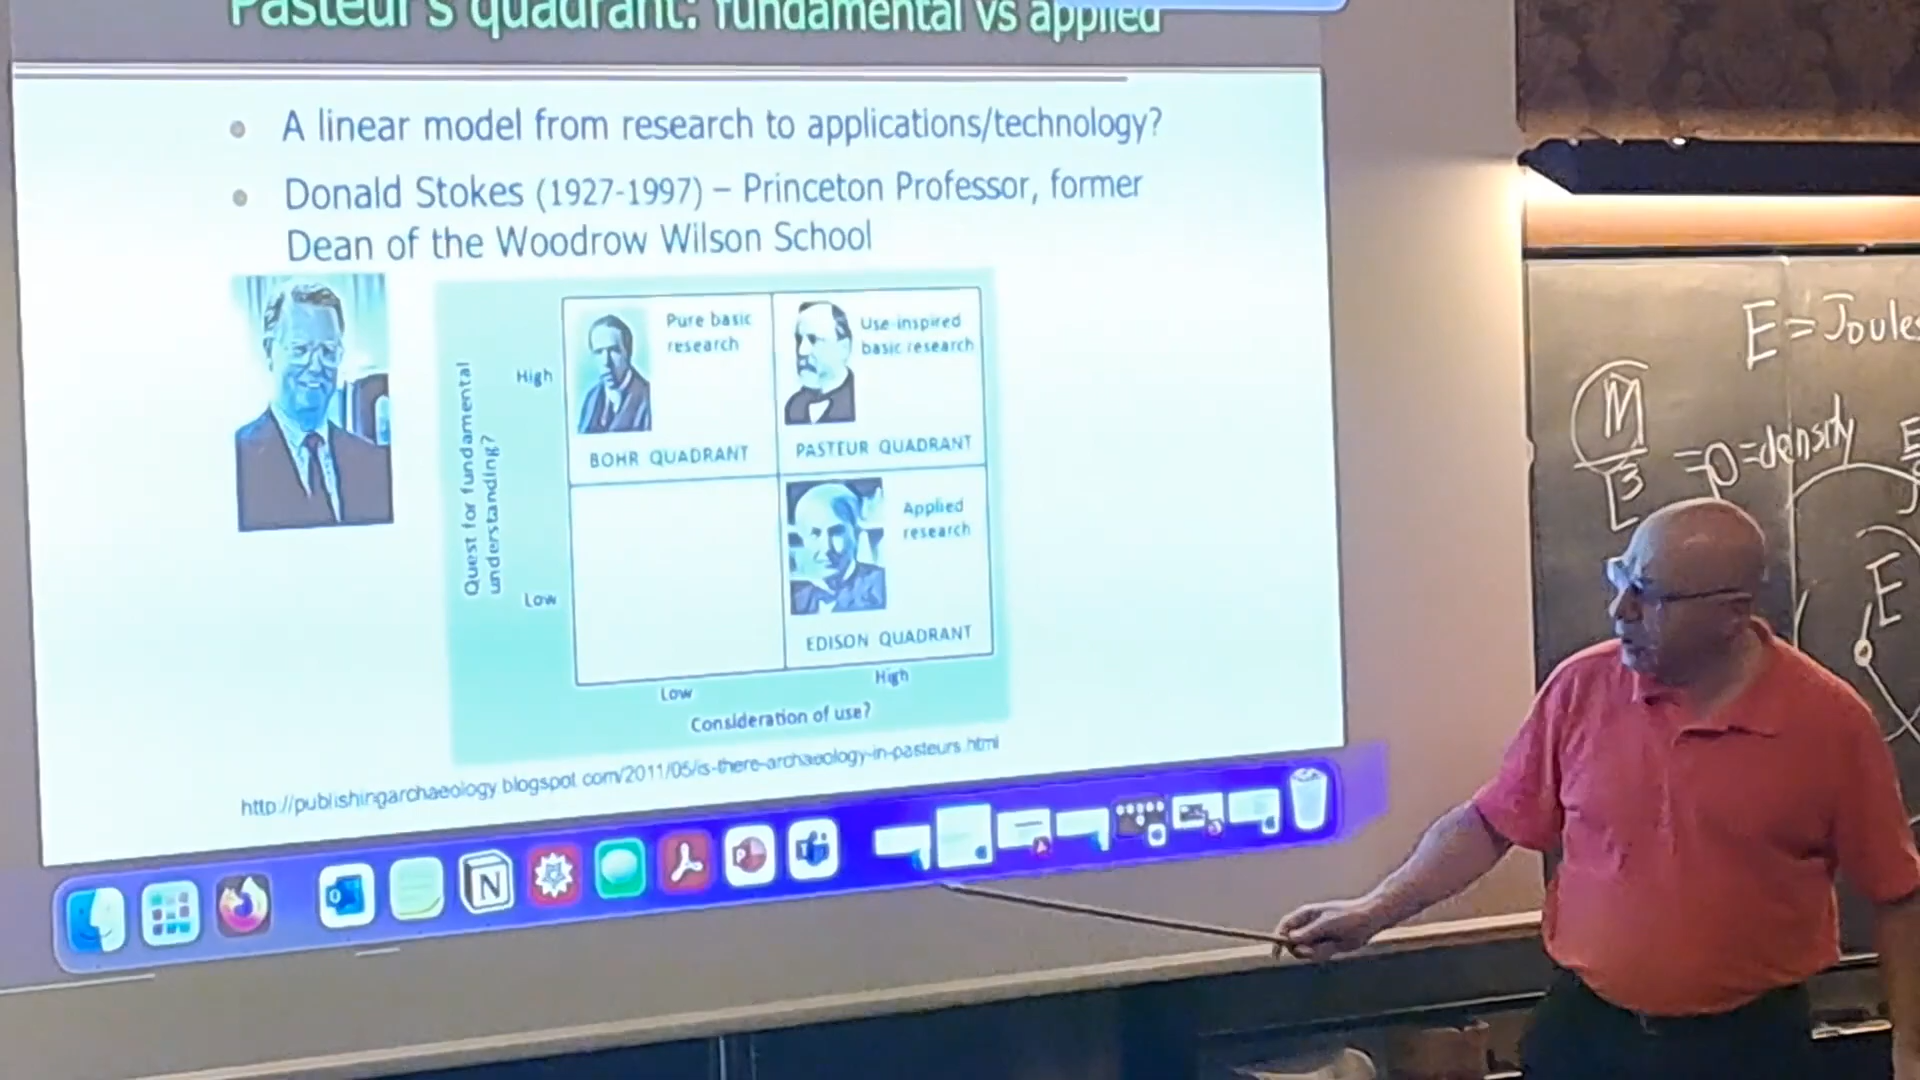 Pasteur's quadrant: fundamental vs applied
A linear model from research to applications/technology?
Donald Stokes (1927-1997) – Princeton Professor, former
Dean of the Woodrow Wilson School
Quest for fundamental
understanding?
High
Low
Pure basic
research
BOHR QUADRANT
Use-inspired
basic research
PASTEUR QUADRANT
Applied
research
EDISON QUADRANT
Low
High
Consideration of use?
http://publishingarchaeology.blogspot.com/2011/05/is-there-archaeology-in-pasteurs.html
E = Joules
M
L3
= ρ = density
E